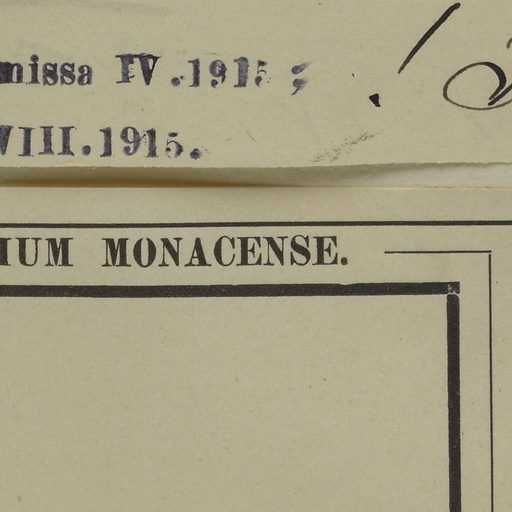 missa IV.1915 ;
VIII.1915.
IUM MONACENSE.